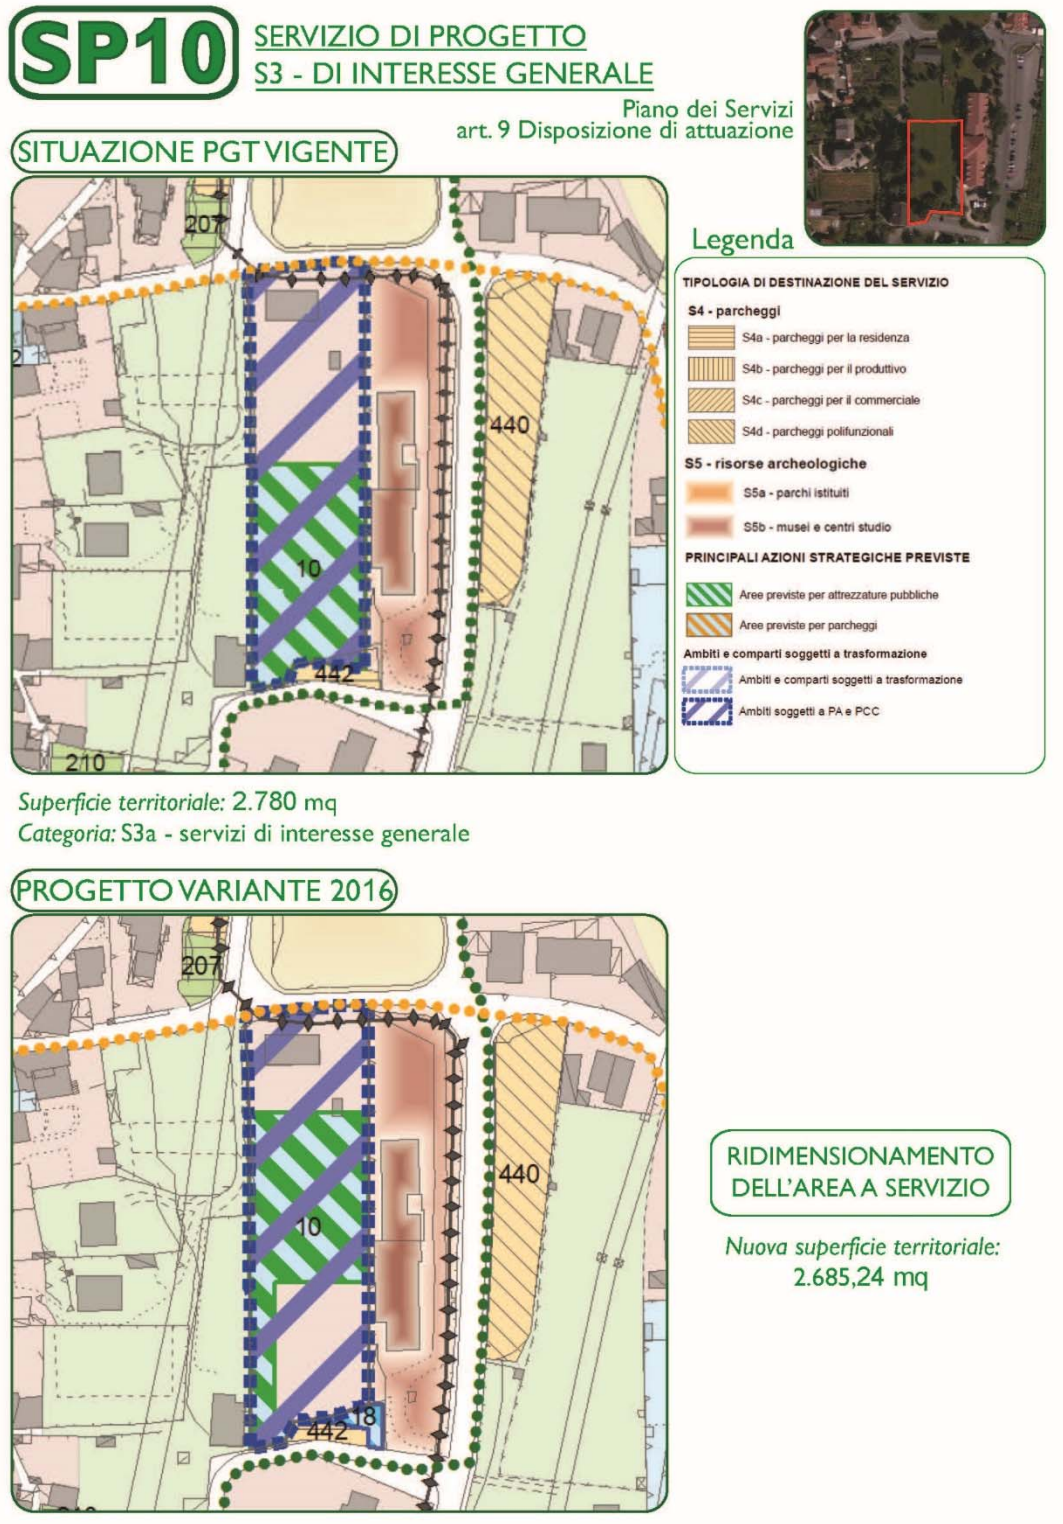 SP10
SERVIZIO DI PROGETTO
S3 - DI INTERESSE GENERALE
Piano dei Servizi
art. 9 Disposizione di attuazione
SITUAZIONE PGT VIGENTE
207
440
10
442
210
2
Legenda
TIPOLOGIA DI DESTINAZIONE DEL SERVIZIO
S4 - parcheggi
S4a - parcheggi per la residenza
S4b - parcheggi per il produttivo
S4c - parcheggi per il commerciale
S4d - parcheggi polifunzionali
S5 - risorse archeologiche
S5a - parchi istituiti
S5b - musei e centri studio
PRINCIPALI AZIONI STRATEGICHE PREVISTE
Aree previste per attrezzature pubbliche
Aree previste per parcheggi
Ambiti e comparti soggetti a trasformazione
Ambiti e comparti soggetti a trasformazione
Ambiti soggetti a PA e PCC
Superficie territoriale: 2.780 mq
Categoria: S3a - servizi di interesse generale
PROGETTO VARIANTE 2016
207
440
10
18
442
RIDIMENSIONAMENTO
DELL'AREA A SERVIZIO
Nuova superficie territoriale:
2.685,24 mq